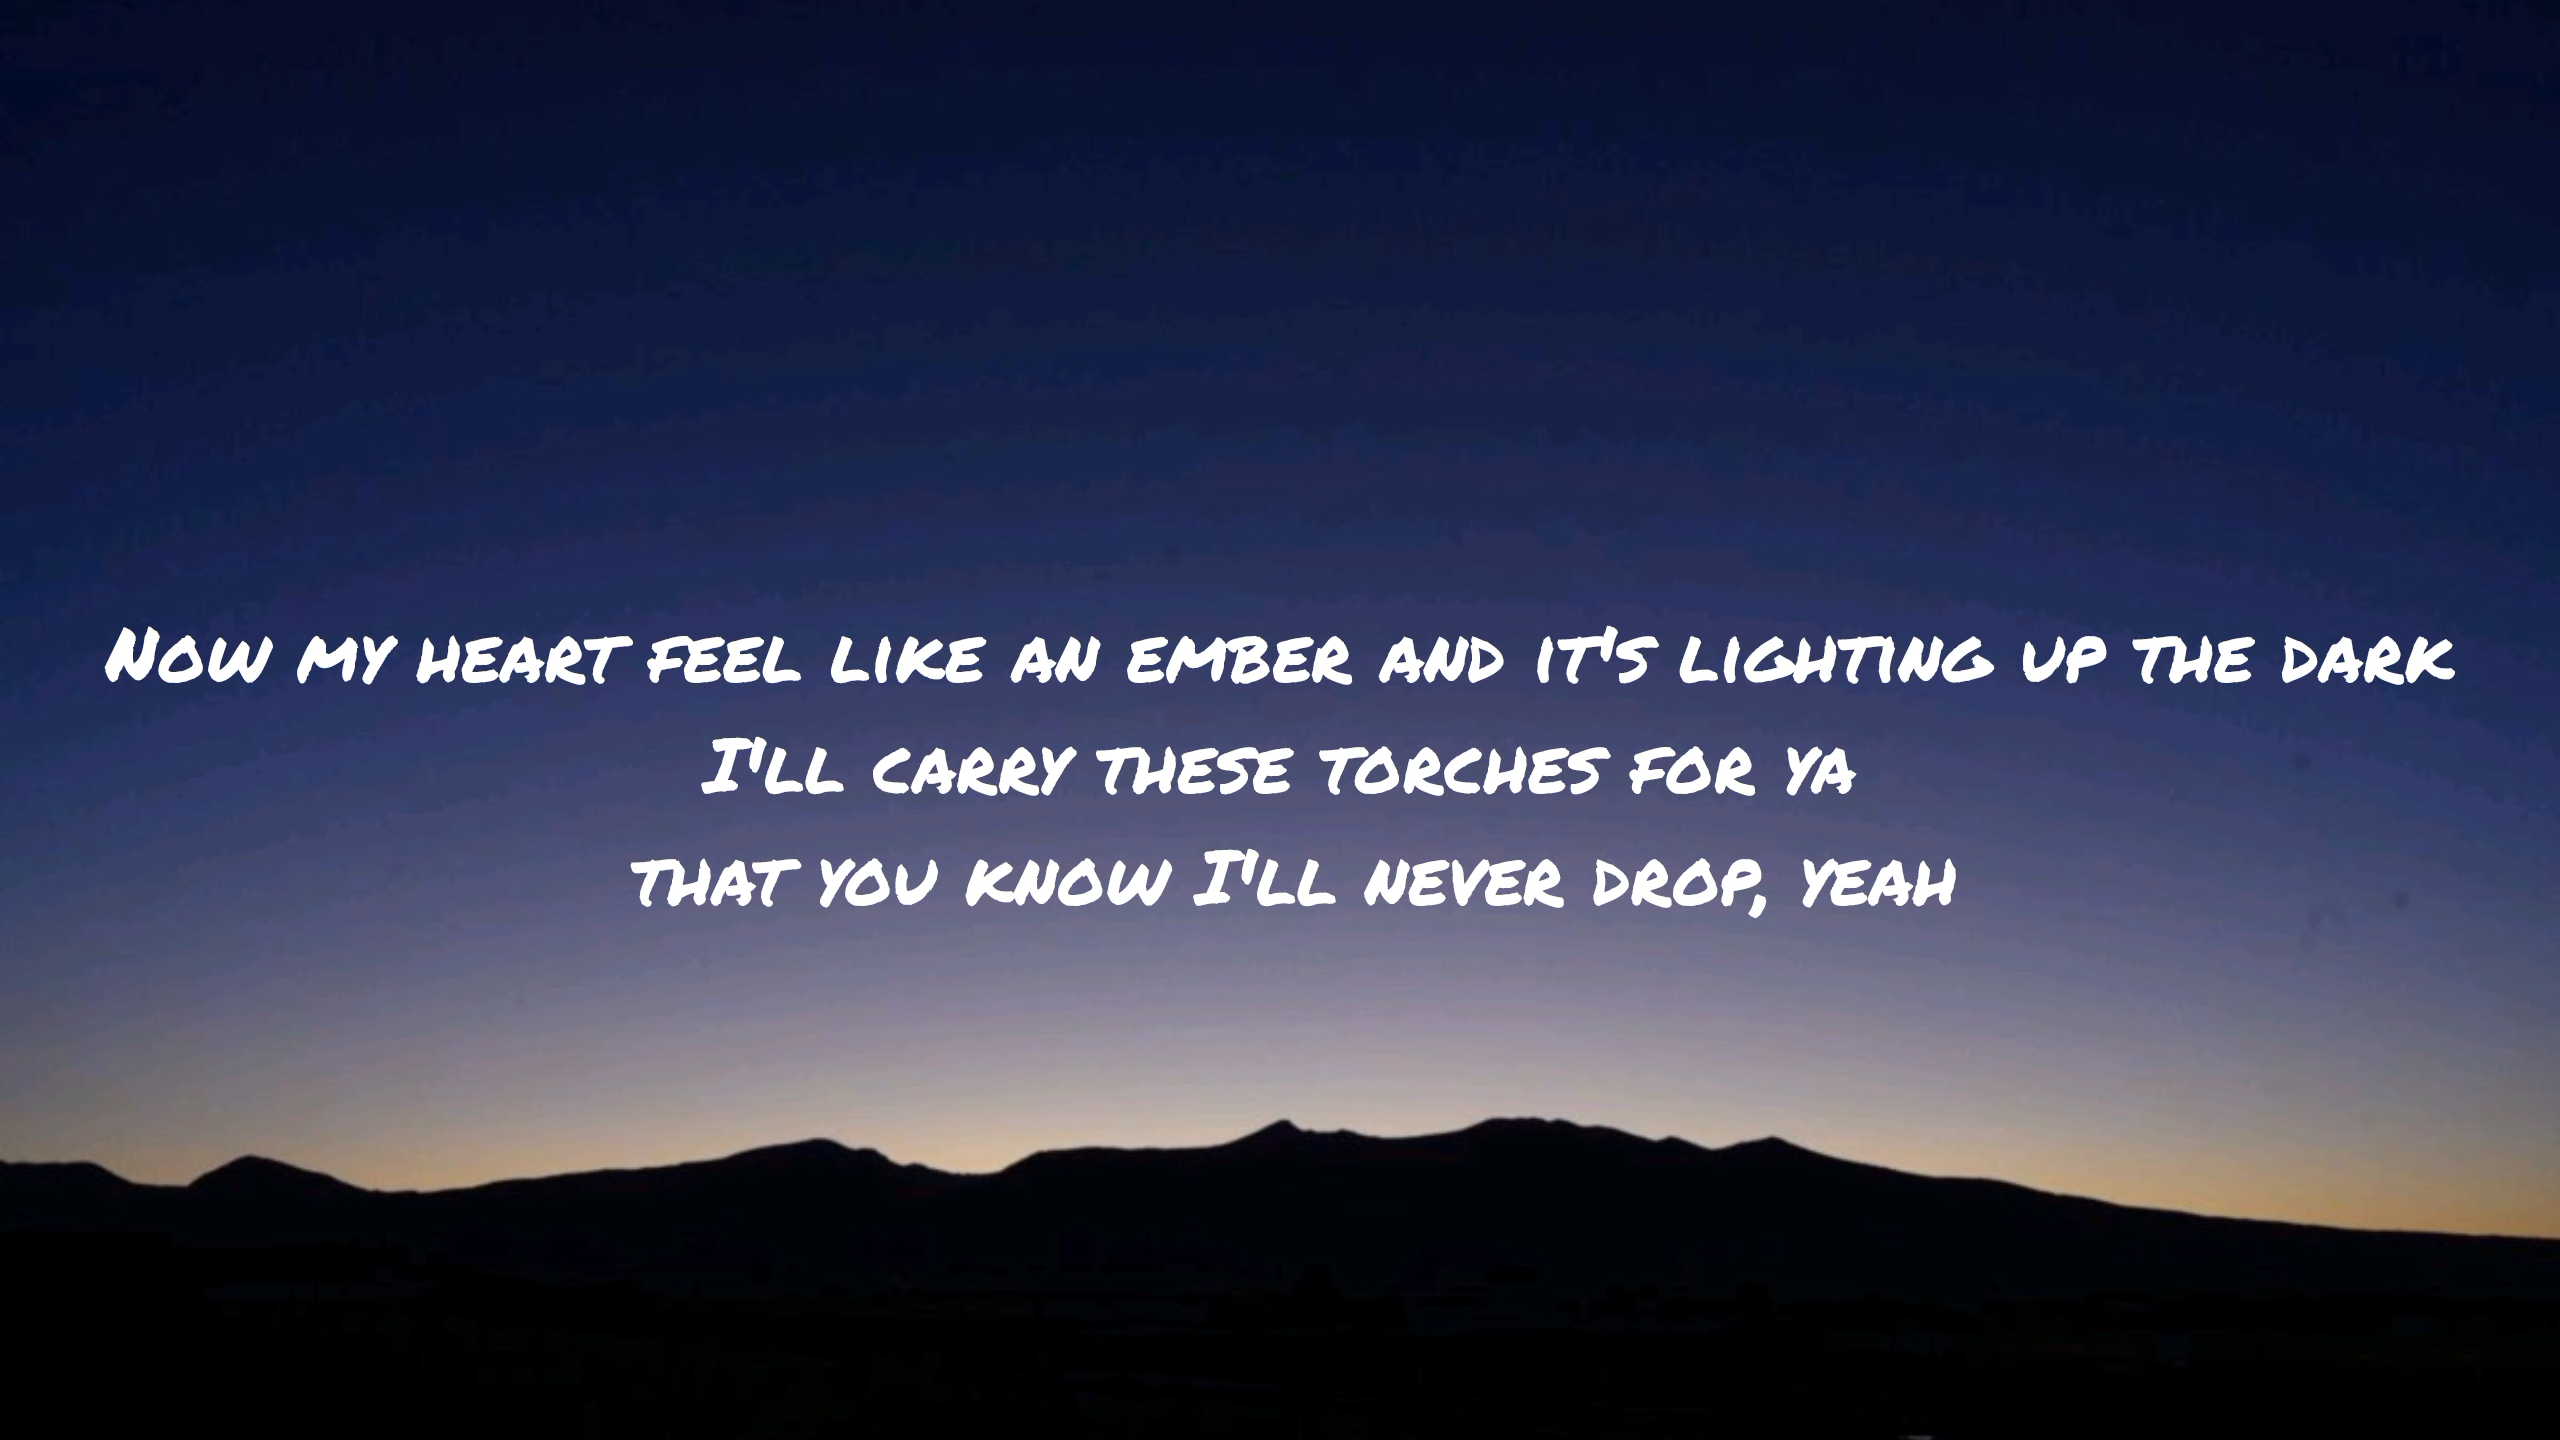 Now my heart feel like an ember and it's lighting up the dark
I'll carry these torches for ya
that you know I'll never drop, yeah